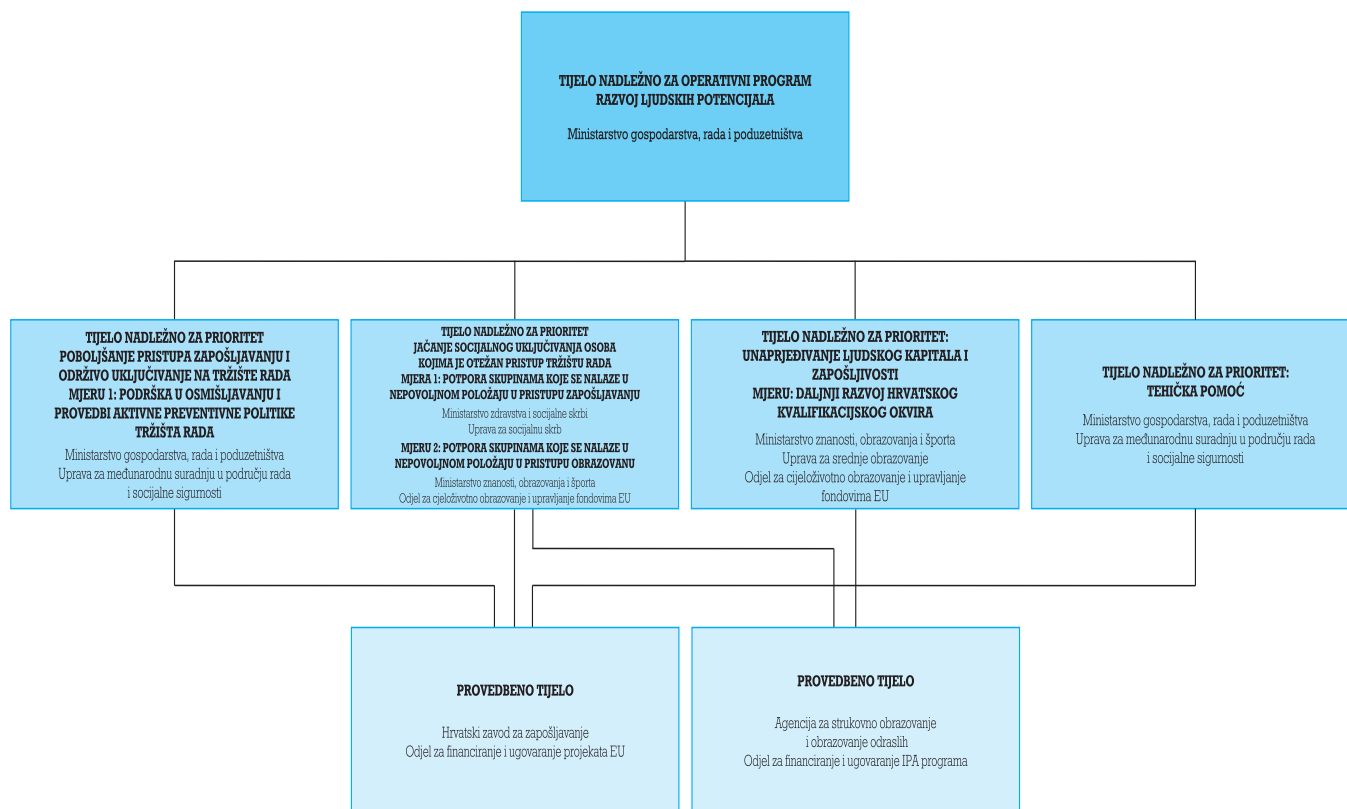 TIJELO NADLEŽNO ZA OPERATIVNI PROGRAM
RAZVOJ LJUDSKIH POTENCIJALA
Ministarstvo gospodarstva, rada i poduzetništva
TIJELO NADLEŽNO ZA PRIORITET
POBOLJŠANJE PRISTUPA ZAPOŠLJAVANJU I
ODRŽIVO UKLJUČIVANJE NA TRŽIŠTE RADA
MJERU 1: PODRŠKA U OSMIŠLJAVANJU I
PROVEDBI AKTIVNE PREVENTIVNE POLITIKE
TRŽIŠTA RADA
Ministarstvo gospodarstva, rada i poduzetništva
Uprava za međunarodnu suradnju u području rada
i socijalne sigurnosti
TIJELO NADLEŽNO ZA PRIORITET
JAČANJE SOCIJALNOG UKLJUČIVANJA OSOBA
KOJIMA JE OTEŽAN PRISTUP TRŽIŠTU RADA
MJERA 1: POTPORA SKUPINAMA KOJE SE NALAZE U
NEPOVOLJNOM POLOŽAJU U PRISTUPU ZAPOŠLJAVANJU
Ministarstvo zdravstva i socijalne skrbi
Uprava za socijalnu skrb
MJERU 2: POTPORA SKUPINAMA KOJE SE NALAZE U
NEPOVOLJNOM POLOŽAJU U PRISTUPU OBRAZOVANU
Ministarstvo znanosti, obrazovanja i športa
Odjel za cjeloživotno obrazovanje i upravljanje fondovima EU
TIJELO NADLEŽNO ZA PRIORITET:
UNAPRJEĐIVANJE LJUDSKOG KAPITALA I
ZAPOŠLJIVOSTI
MJERU: DALJNJI RAZVOJ HRVATSKOG
KVALIFIKACIJSKOG OKVIRA
Ministarstvo znanosti, obrazovanja i športa
Uprava za srednje obrazovanje
Odjel za cijeloživotno obrazovanje i upravljanje
fondovima EU
TIJELO NADLEŽNO ZA PRIORITET:
TEHIČKA POMOĆ
Ministarstvo gospodarstva, rada i poduzetništva
Uprava za međunarodnu suradnju u području rada
i socijalne sigurnosti
PROVEDBENO TIJELO
Hrvatski zavod za zapošljavanje
Odjel za financiranje i ugovaranje projekata EU
PROVEDBENO TIJELO
Agencija za strukovno obrazovanje
i obrazovanje odraslih
Odjel za financiranje i ugovaranje IPA programa